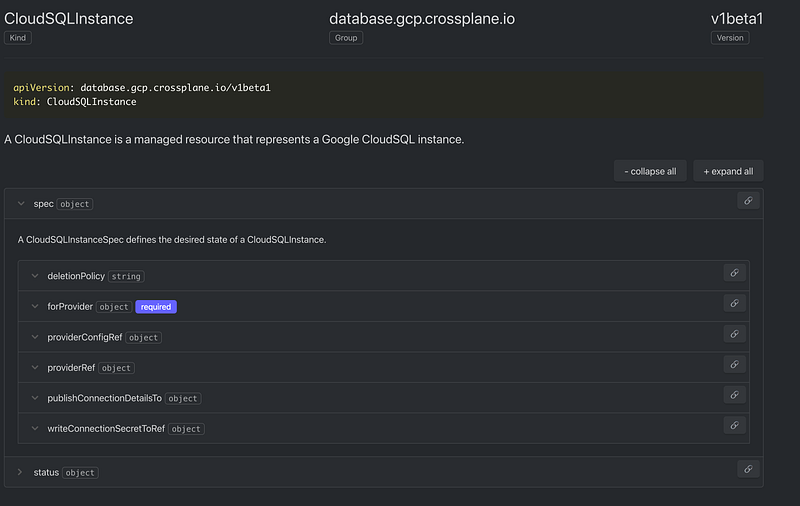 CloudSQLInstance database.gcp.crossplane.io v1beta1
Kind Group Version
apiVersion: database.gcp.crossplane.io/v1beta1
kind: CloudSQLInstance
A CloudSQLInstance is a managed resource that represents a Google CloudSQL instance.
- collapse all + expand all
spec object
A CloudSQLInstanceSpec defines the desired state of a CloudSQLInstance.
deletionPolicy string
forProvider object required
providerConfigRef object
providerRef object
publishConnectionDetailsTo object
writeConnectionSecretToRef object
status object